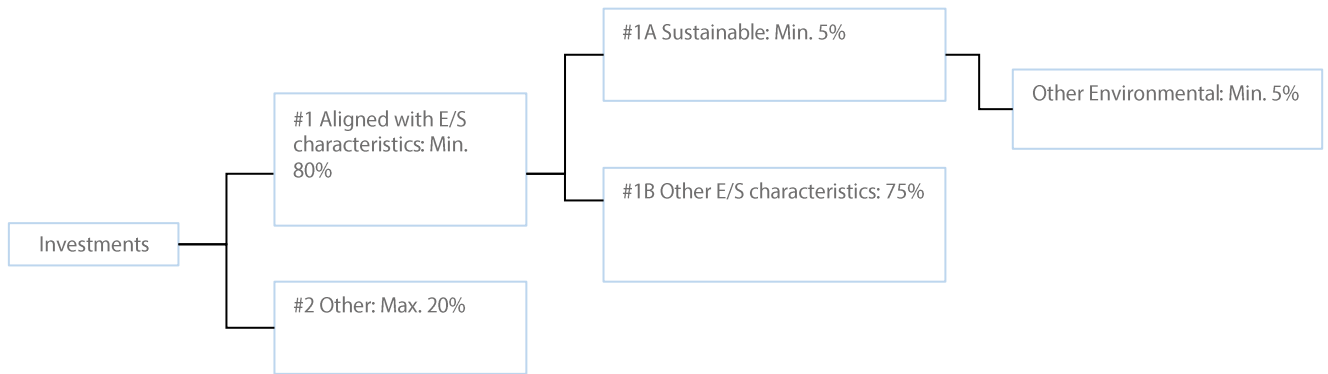 #1A Sustainable: Min. 5%
Other Environmental: Min. 5%
#1 Aligned with E/S
characteristics: Min.
80%
#1B Other E/S characteristics: 75%
Investments
#2 Other: Max. 20%